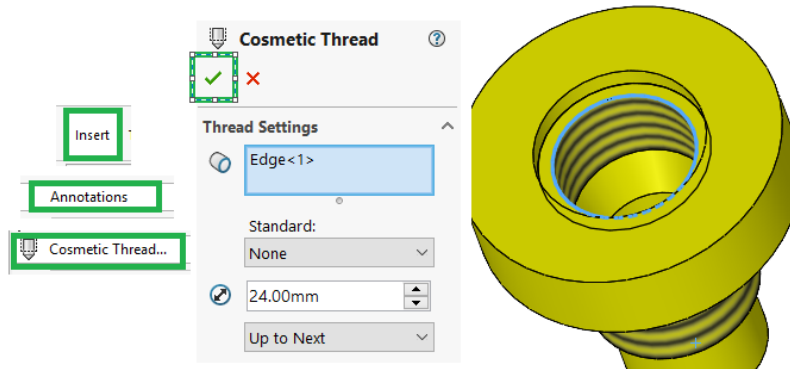 Insert
Annotations
Cosmetic Thread...
Cosmetic Thread
Thread Settings
Edge<1>
Standard:
None
24.00mm
Up to Next